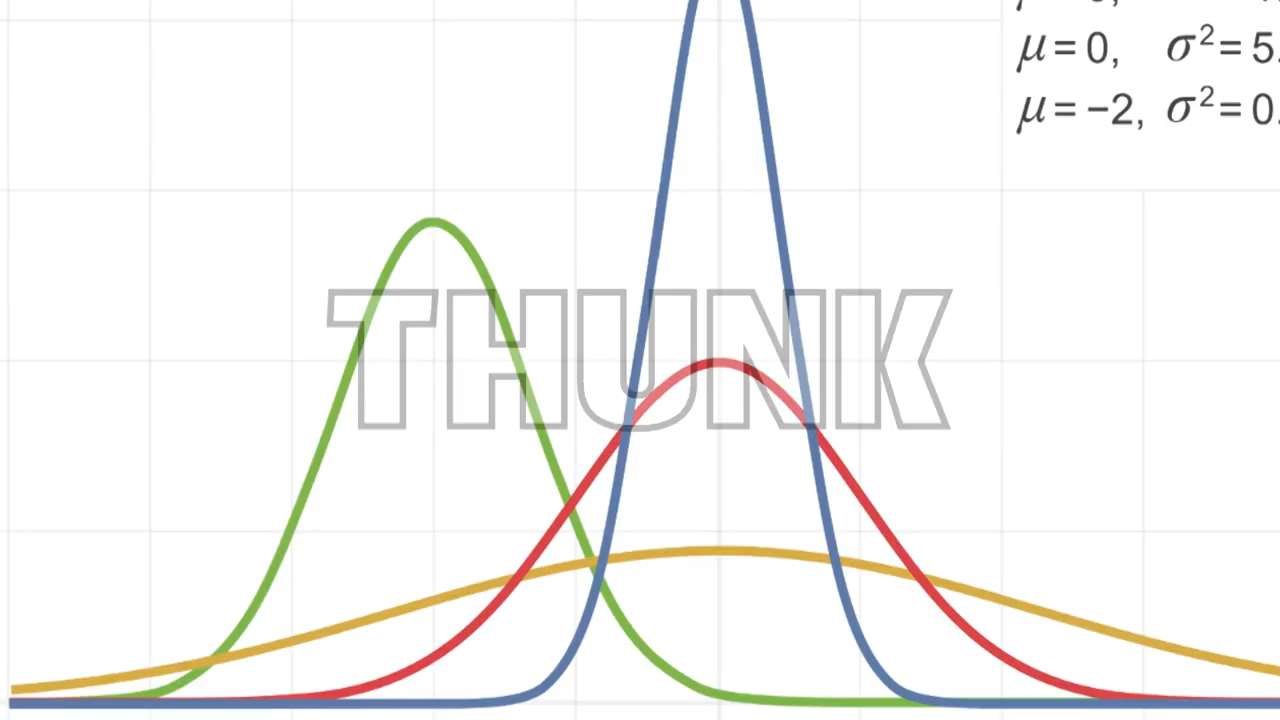 μ = 0, σ² = 5.
μ = −2, σ² = 0.
THUNK